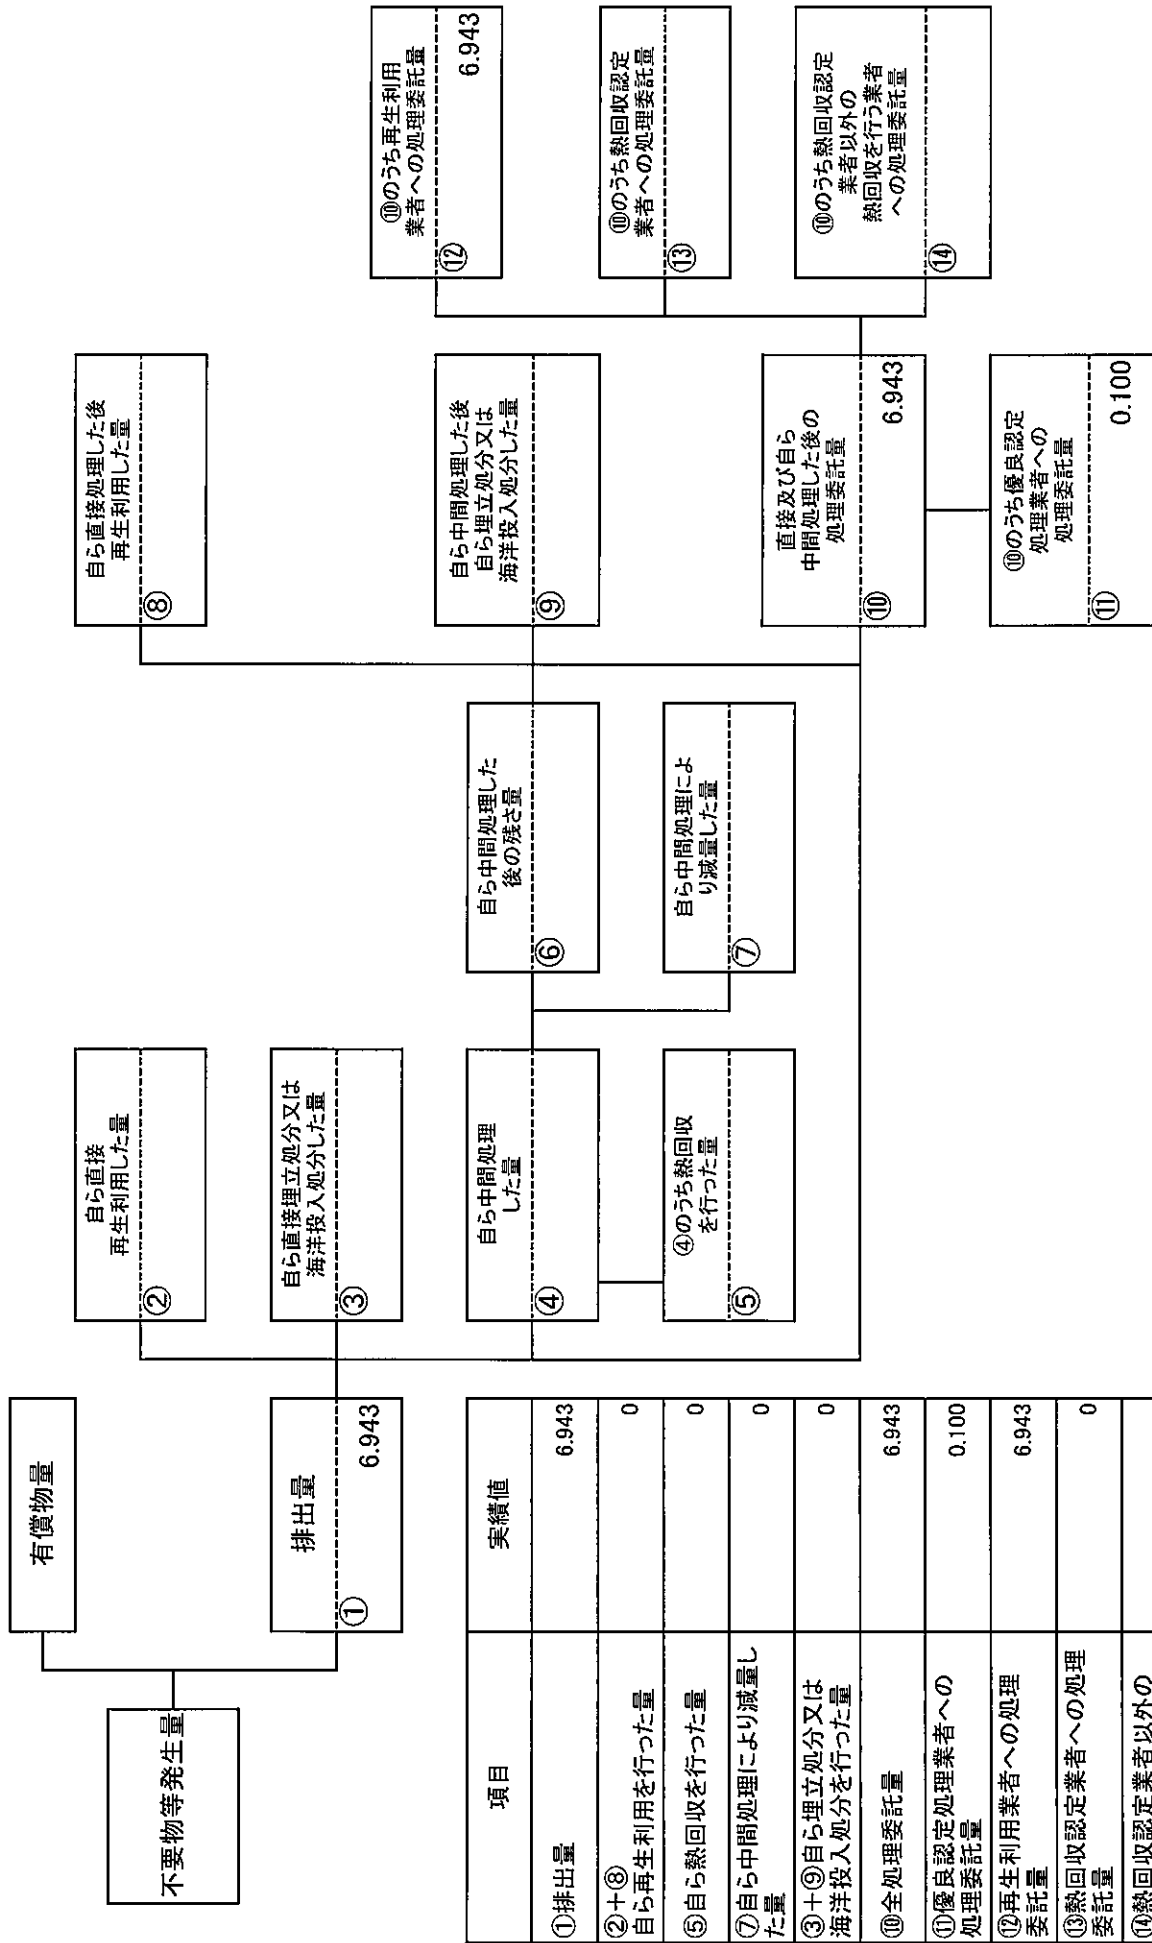 不要物等発生量
有償物量
排出量
①
6.943
自ら直接
再生利用した量
②
自ら直接埋立処分又は
海洋投入処分した量
③
自ら中間処理
した量
④
④のうち熱回収
を行った量
⑤
自ら中間処理した
後の残さ量
⑥
自ら中間処理によ
り減量した量
⑦
自ら直接処理した後
再生利用した量
⑧
自ら中間処理した後
自ら埋立処分又は
海洋投入処分した量
⑨
直接及び自ら
中間処理した後の
処理委託量
⑩
6.943
⑩のうち優良認定
処理業者への
処理委託量
⑪
0.100
⑩のうち再生利用
業者への処理委託量
⑫
6.943
⑩のうち熱回収認定
業者への処理委託量
⑬
⑩のうち熱回収認定
業者以外の
熱回収を行う業者
への処理委託量
⑭
項目 実績値
①排出量 6.943
②+⑧ 0
自ら再生利用を行った量
⑤自ら熱回収を行った量 0
⑦自ら中間処理により減量し 0
た量
③+⑨自ら埋立処分又は 0
海洋投入処分を行った量
⑩全処理委託量 6.943
⑪優良認定処理業者への 0.100
処理委託量
⑫再生利用業者への処理 6.943
委託量
⑬熱回収認定業者への処理 0
委託量
⑭熱回収認定業者以外の